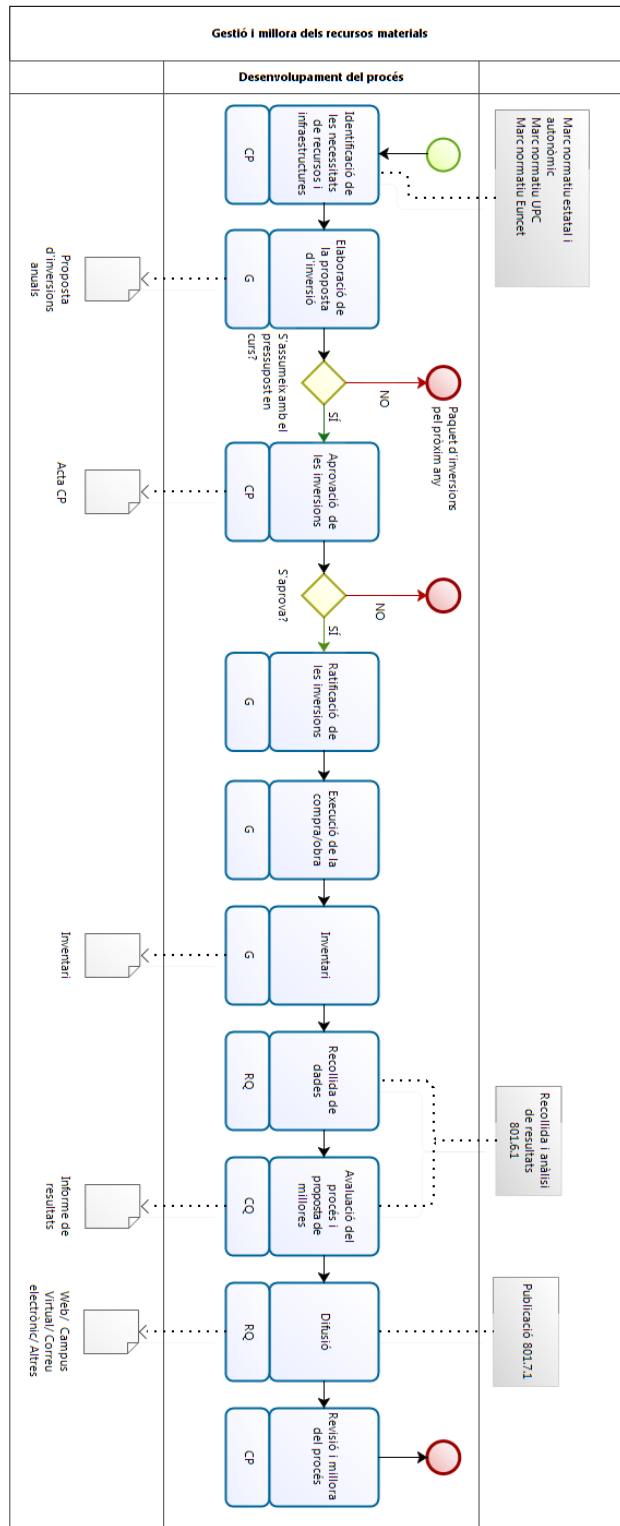 Gestió i millora dels recursos materials
Desenvolupament del procés
Marc normatiu estatal i
autonòmic
Marc normatiu UPC
Marc normatiu Euncet
Identificació de
les necessitats
de recursos i
infraestructures
CP
Elaboració de
la proposta
d'inversió
G
Proposta
d'inversions
anuals
S'assumeix amb el
pressupost en
curs?
NO
Paquet d'inversions
pel pròxim any
SÍ
Aprovació de
les inversions
CP
Acta CP
S'aprova?
NO
SÍ
Ratificació de
les inversions
G
Execució de la
compra/obra
G
Inventari
G
Inventari
Recollida de
dades
RQ
Recollida i anàlisi
de resultats
801.6.1
Avaluació del
procés i
proposta de
millores
CQ
Informe de
resultats
Difusió
RQ
Publicació 801.7.1
Web/ Campus
Virtual/ Correu
electrònic/ Altres
Revisió i millora
del procés
CP